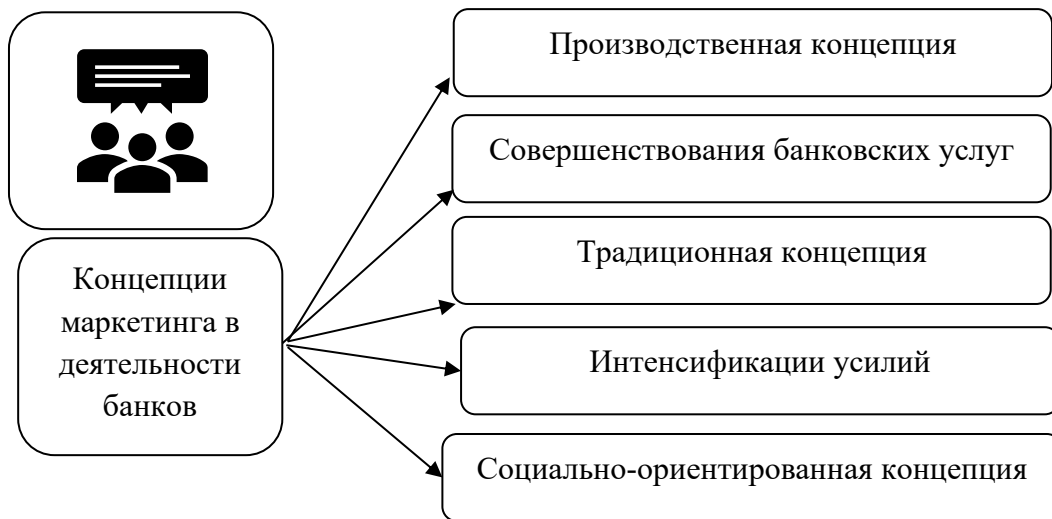 Производственная концепция
Совершенствования банковских услуг
Традиционная концепция
Концепции
маркетинга в
деятельности
банков
Интенсификации усилий
Социально-ориентированная концепция